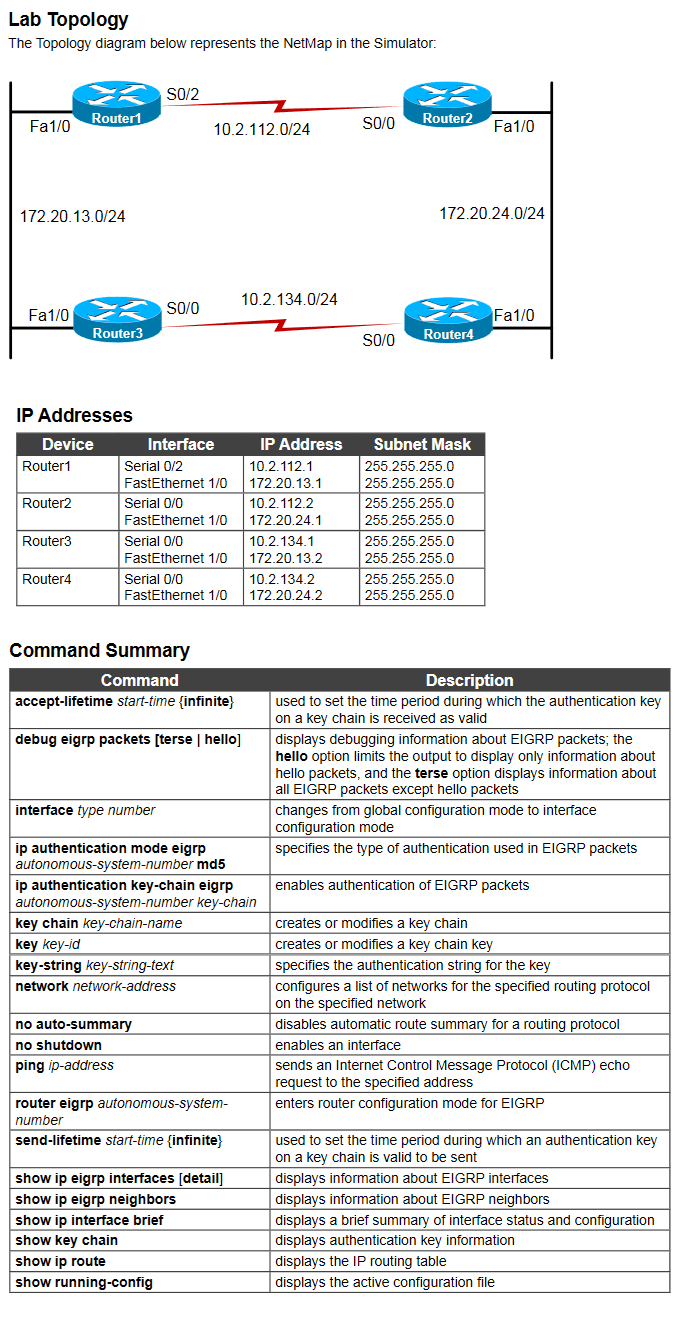 Lab Topology
The Topology diagram below represents the NetMap in the Simulator:
S0/2
Router1
Fa1/0
10.2.112.0/24
S0/0
Router2
Fa1/0
172.20.13.0/24
172.20.24.0/24
Fa1/0
S0/0
Router3
10.2.134.0/24
S0/0
Router4
Fa1/0
IP Addresses
Device Interface IP Address Subnet Mask
Router1 Serial 0/2 10.2.112.1 255.255.255.0
FastEthernet 1/0 172.20.13.1 255.255.255.0
Router2 Serial 0/0 10.2.112.2 255.255.255.0
FastEthernet 1/0 172.20.24.1 255.255.255.0
Router3 Serial 0/0 10.2.134.1 255.255.255.0
FastEthernet 1/0 172.20.13.2 255.255.255.0
Router4 Serial 0/0 10.2.134.2 255.255.255.0
FastEthernet 1/0 172.20.24.2 255.255.255.0
Command Summary
Command Description
accept-lifetime start-time {infinite} used to set the time period during which the authentication key
on a key chain is received as valid
debug eigrp packets [terse | hello] displays debugging information about EIGRP packets; the
hello option limits the output to display only information about
hello packets, and the terse option displays information about
all EIGRP packets except hello packets
interface type number changes from global configuration mode to interface
configuration mode
ip authentication mode eigrp specifies the type of authentication used in EIGRP packets
autonomous-system-number md5
ip authentication key-chain eigrp enables authentication of EIGRP packets
autonomous-system-number key-chain
key chain key-chain-name creates or modifies a key chain
key key-id creates or modifies a key chain key
key-string key-string-text specifies the authentication string for the key
network network-address configures a list of networks for the specified routing protocol
on the specified network
no auto-summary disables automatic route summary for a routing protocol
no shutdown enables an interface
ping ip-address sends an Internet Control Message Protocol (ICMP) echo
request to the specified address
router eigrp autonomous-system- enters router configuration mode for EIGRP
number
send-lifetime start-time {infinite} used to set the time period during which an authentication key
on a key chain is valid to be sent
show ip eigrp interfaces [detail] displays information about EIGRP interfaces
show ip eigrp neighbors displays information about EIGRP neighbors
show ip interface brief displays a brief summary of interface status and configuration
show key chain displays authentication key information
show ip route displays the IP routing table
show running-config displays the active configuration file